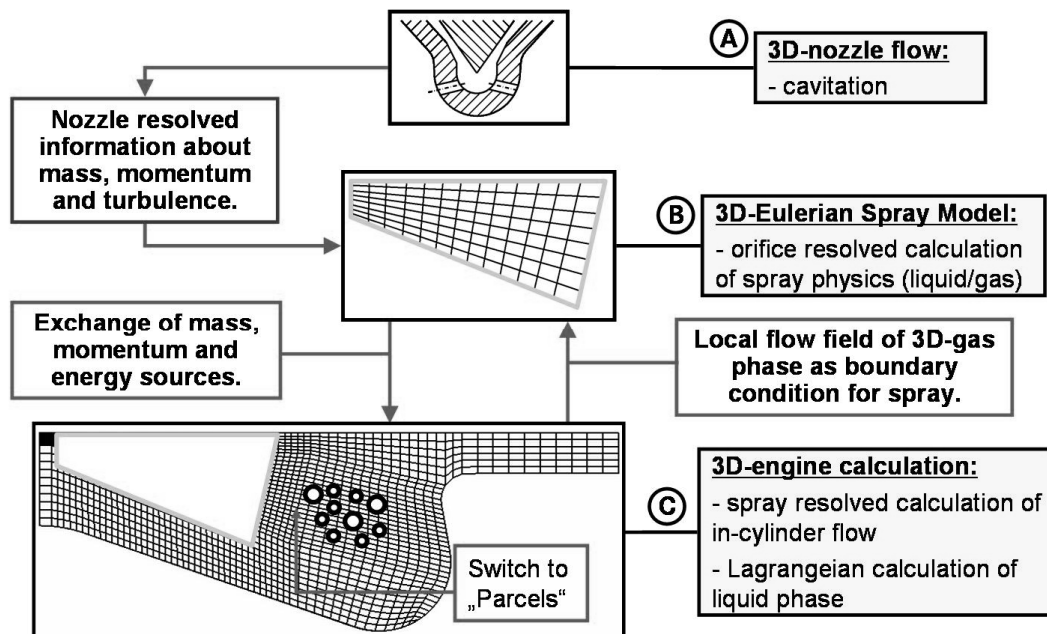 A
3D-nozzle flow:
- cavitation
Nozzle resolved
information about
mass, momentum
and turbulence.
B
3D-Eulerian Spray Model:
- orifice resolved calculation
of spray physics (liquid/gas)
Exchange of mass,
momentum and
energy sources.
Local flow field of 3D-gas
phase as boundary
condition for spray.
C
3D-engine calculation:
- spray resolved calculation of
in-cylinder flow
- Lagrangeian calculation of
liquid phase
Switch to
„Parcels“